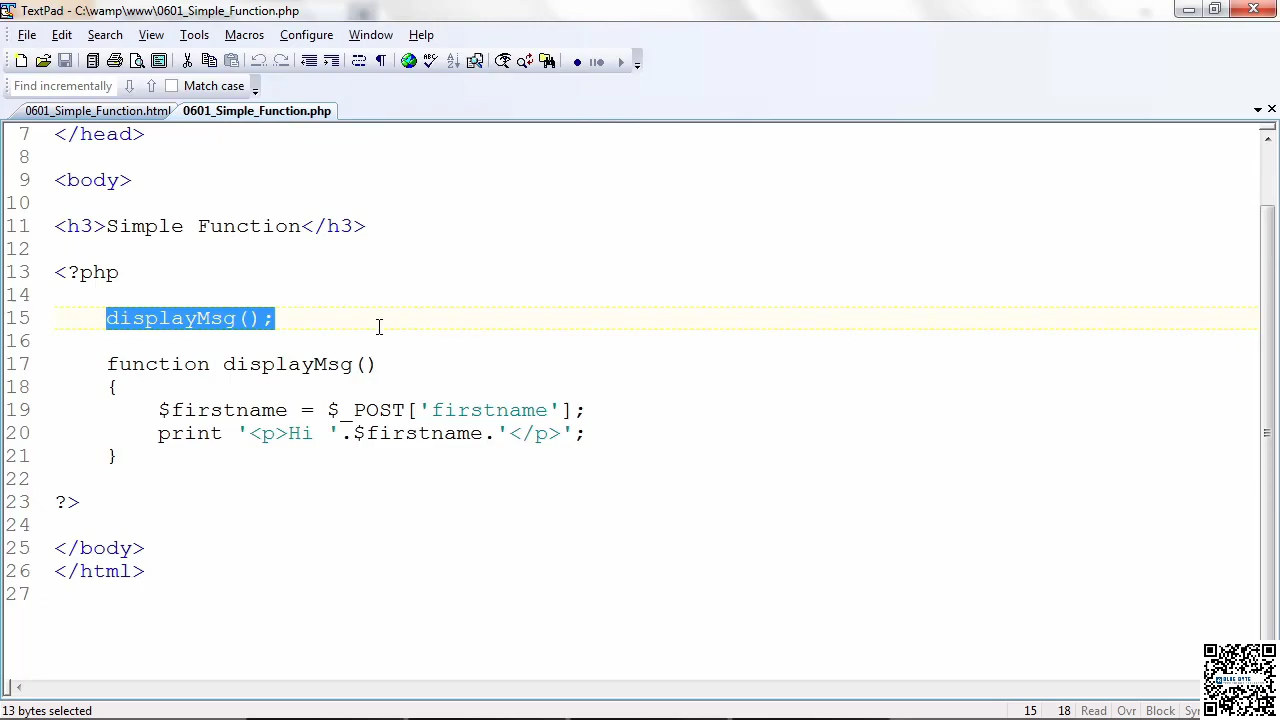 TextPad - C:\wamp\www\0601_Simple_Function.php
File Edit Search View Tools Macros Configure Window Help
Find incrementally Match case
0601_Simple_Function.html 0601_Simple_Function.php
7 </head>
8
9 <body>
10
11 <h3>Simple Function</h3>
12
13 <?php
14
15 displayMsg();
16
17 function displayMsg()
18 {
19 $firstname = $_POST['firstname'];
20 print '<p>Hi '.$firstname.'</p>';
21 }
22
23 ?>
24
25 </body>
26 </html>
27
BLUE BYTE
13 bytes selected 15 18 Read Ovr Block